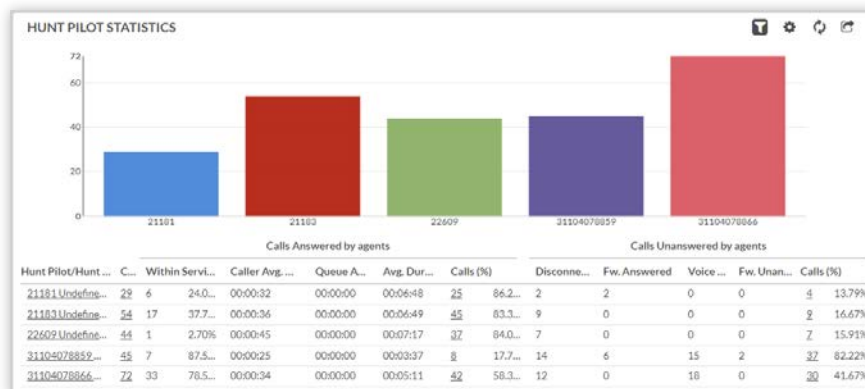 HUNT PILOT STATISTICS
72
60
40
20
0
21181 21183 22609 31104078859 31104078866
Calls Answered by agents Calls Unanswered by agents
Hunt Pilot/Hunt ... C... Within Servi... Caller Avg. ... Queue A... Avg. Dur... Calls (%) Disconne... Fw. Answered Voice ... Fw. Unan... Calls (%)
21181 Undefine... 29 6 24.0... 00:00:32 00:00:00 00:06:48 25 86.2... 2 2 0 0 4 13.79%
21183 Undefine... 54 17 37.7... 00:00:36 00:00:00 00:06:49 45 83.3... 9 0 0 0 9 16.67%
22609 Undefine... 44 1 2.70% 00:00:45 00:00:00 00:07:17 37 84.0... 7 0 0 0 7 15.91%
31104078859 ... 45 7 87.5... 00:00:25 00:00:00 00:03:37 8 17.7... 14 6 15 2 37 82.22%
31104078866 ... 72 33 78.5... 00:00:34 00:00:00 00:05:11 42 58.3... 12 0 18 0 30 41.67%